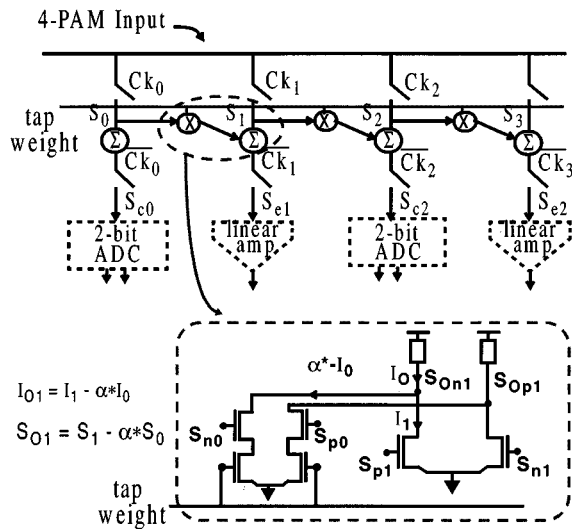 4-PAM Input
Ck0 Ck1 Ck2 Ck3
tap weight
S0 X S1 X S2 X S3
Σ Σ Σ Σ
Ck0 Ck1 Ck2 Ck3
Sc0 Se1 Sc2 Se2
2-bit ADC
linear amp
2-bit ADC
linear amp
α*-I0
IO SOn1 SOp1
IO1 = I1 - α*I0
I1
Sn0 Sp0
SO1 = S1 - α*S0
Sp1 Sn1
tap weight